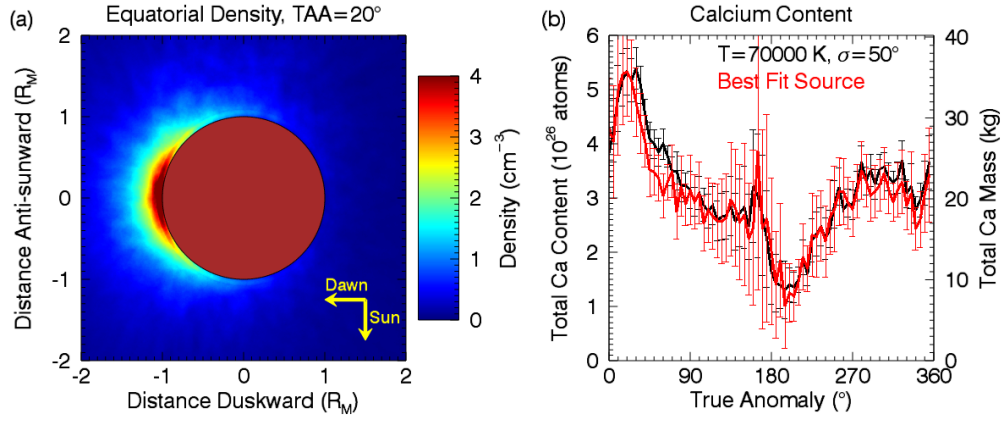 (a) Equatorial Density, TAA=20°
2
1
0
-1
-2
Distance Anti-sunward (R_M)
-2 -1 0 1 2
Distance Duskward (R_M)
Dawn
Sun
4
3
2
1
0
Density (cm⁻³)
(b) Calcium Content
T=70000 K, σ=50°
Best Fit Source
6
5
4
3
2
1
0
Total Ca Content (10²⁶ atoms)
40
30
20
10
0
Total Ca Mass (kg)
0 90 180 270 360
True Anomaly (°)